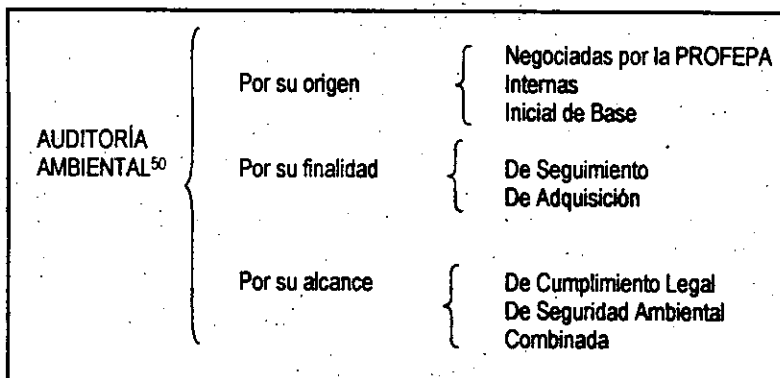 AUDITORÍA
AMBIENTAL⁵⁰
Por su origen
Negociadas por la PROFEPA
Internas
Inicial de Base
Por su finalidad
De Seguimiento
De Adquisición
Por su alcance
De Cumplimiento Legal
De Seguridad Ambiental
Combinada